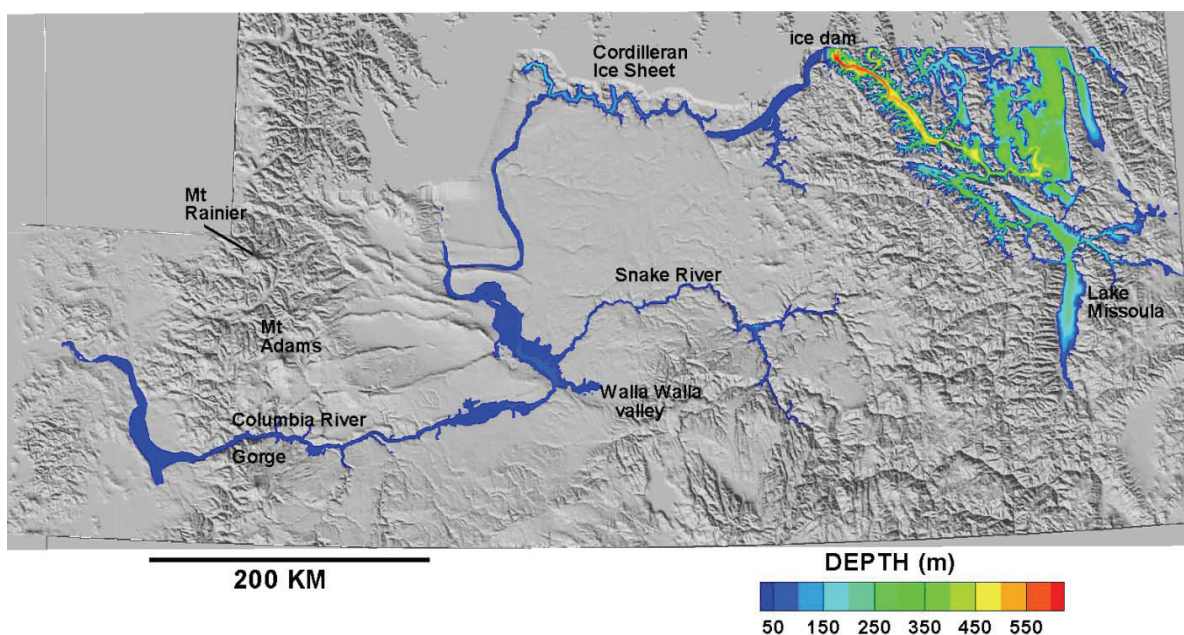 ice dam
Cordilleran
Ice Sheet
Mt
Rainier
Snake River
Lake
Missoula
Mt
Adams
Walla Walla
valley
Columbia River
Gorge
200 KM
DEPTH (m)
50 150 250 350 450 550